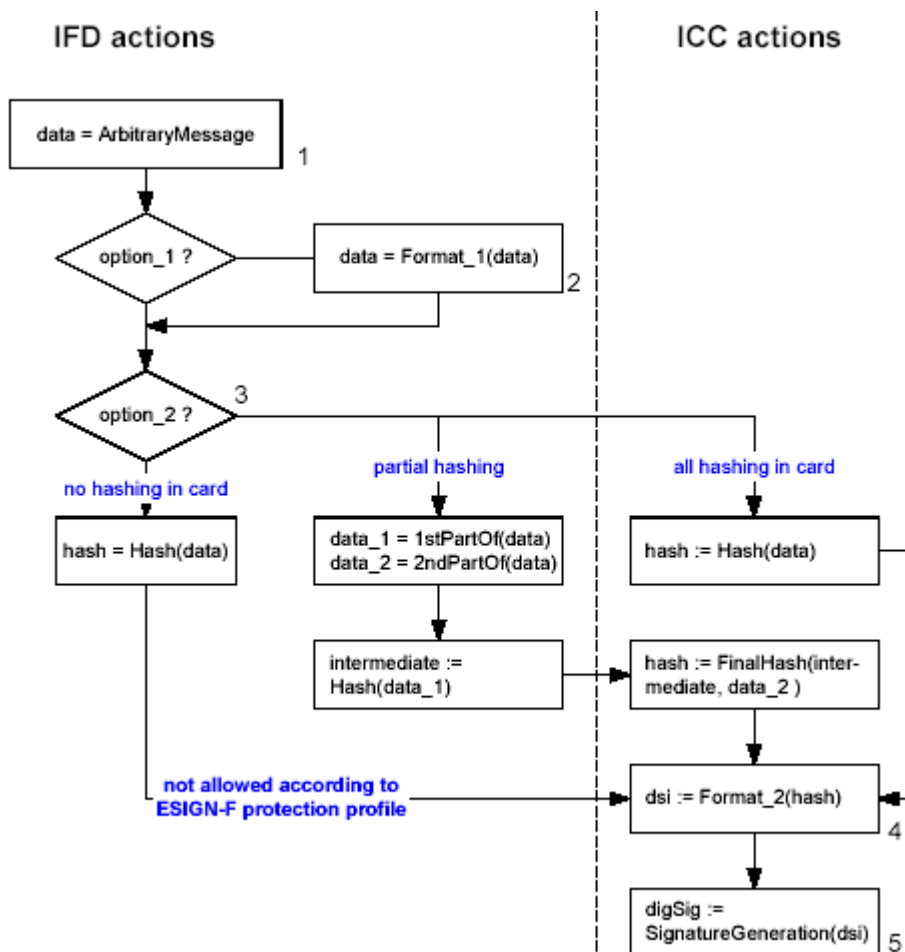 IFD actions
ICC actions
data = ArbitraryMessage
1
option_1 ?
data = Format_1(data)
2
3
option_2 ?
no hashing in card
partial hashing
all hashing in card
hash = Hash(data)
data_1 = 1stPartOf(data)
data_2 = 2ndPartOf(data)
hash := Hash(data)
intermediate :=
Hash(data_1)
hash := FinalHash(inter-
mediate, data_2 )
not allowed according to
ESIGN-F protection profile
dsi := Format_2(hash)
4
digSig :=
SignatureGeneration(dsi)
5